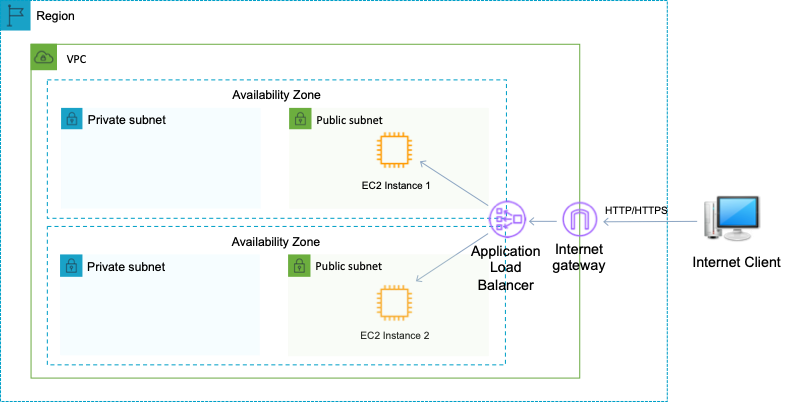 Region
VPC
Availability Zone
Private subnet
Public subnet
EC2 Instance 1
HTTP/HTTPS
Application
Load
Balancer
Internet
gateway
Internet Client
Availability Zone
Private subnet
Public subnet
EC2 Instance 2